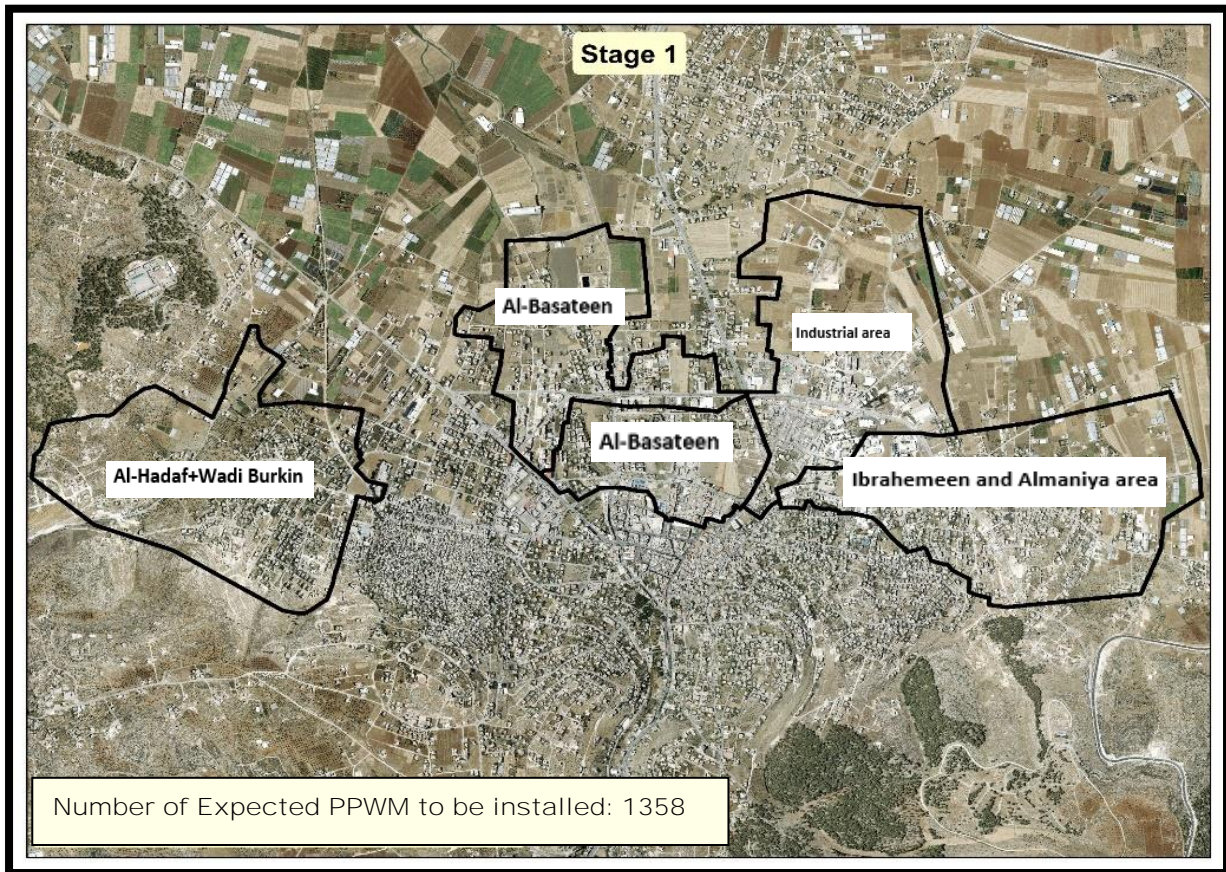 Stage 1
Al-Basateen
Industrial area
Al-Basateen
Al-Hadaf+Wadi Burkin
Ibrahemeen and Almaniya area
Number of Expected PPWM to be installed: 1358